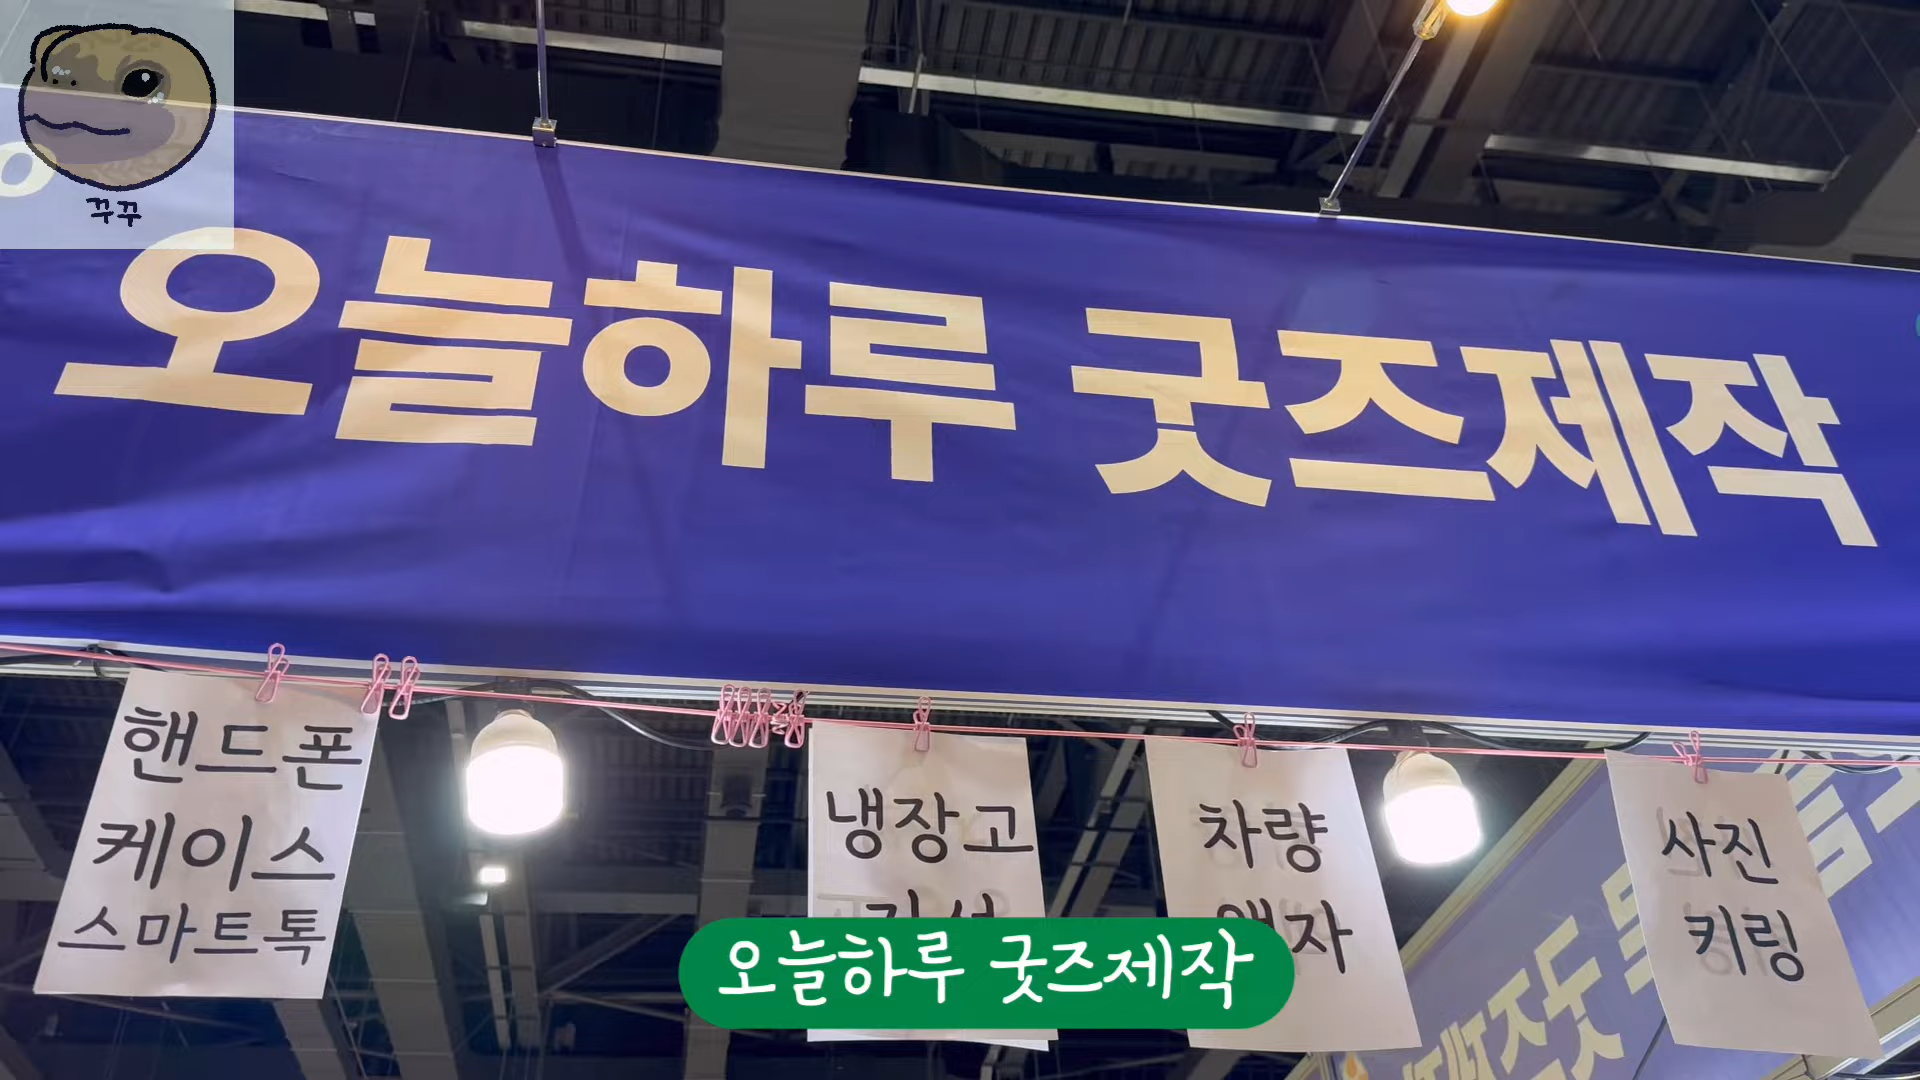 꾸꾸
오늘하루 굿즈제작
핸드폰
케이스
스마트톡
냉장고
차량
액자
사진
키링
오늘하루 굿즈제작